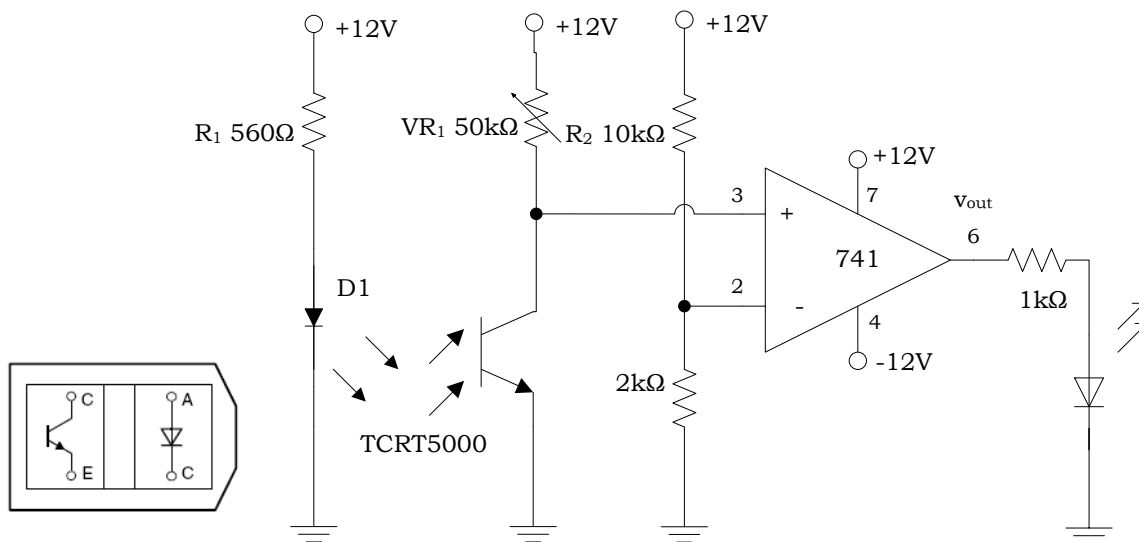 +12V
+12V
+12V
R₁ 560Ω
VR₁ 50kΩ
R₂ 10kΩ
+12V
3
7
v_out
+
6
741
D1
2
1kΩ
-
4
-12V
2kΩ
C
A
TCRT5000
E
C